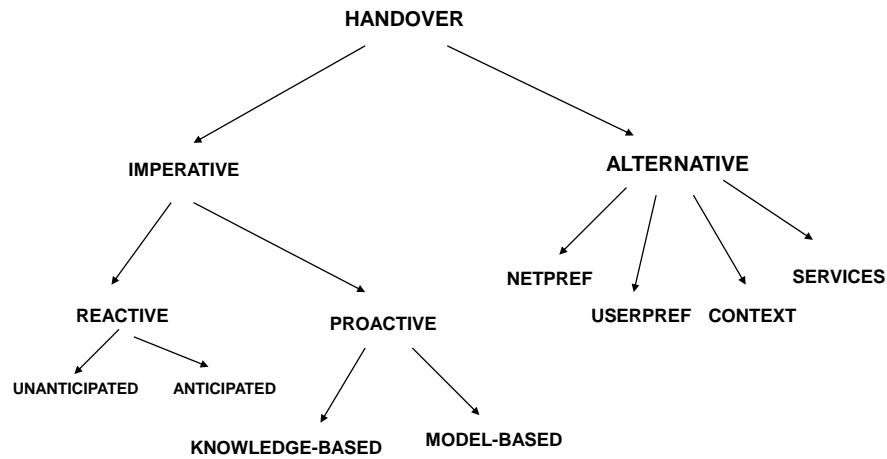 HANDOVER
IMPERATIVE
ALTERNATIVE
NETPREF
SERVICES
USERPREF
CONTEXT
REACTIVE
PROACTIVE
UNANTICIPATED
ANTICIPATED
KNOWLEDGE-BASED
MODEL-BASED